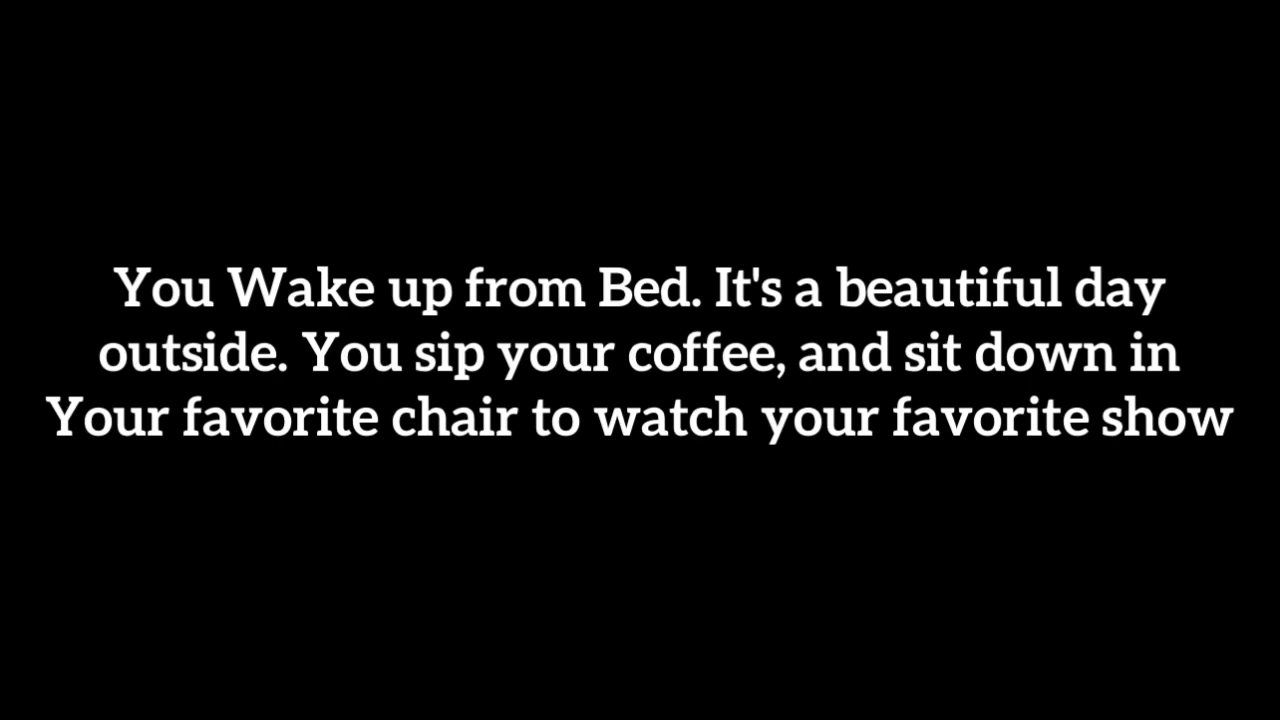 You Wake up from Bed. It's a beautiful day
outside. You sip your coffee, and sit down in
Your favorite chair to watch your favorite show